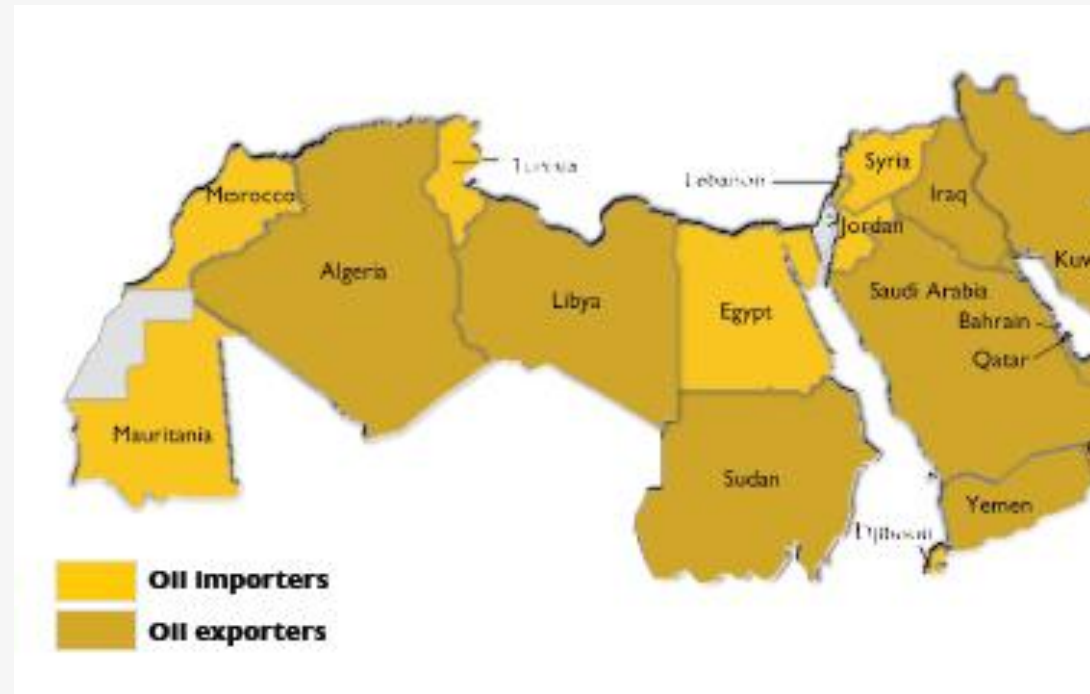 Syria
Morocco
Tunisia
Lebanon
Iraq
Jordan
Algeria
Kuw
Saudi Arabia
Libya
Egypt
Bahrain
Qatar
Mauritania
Sudan
Yemen
Djibouti
Oil importers
Oil exporters